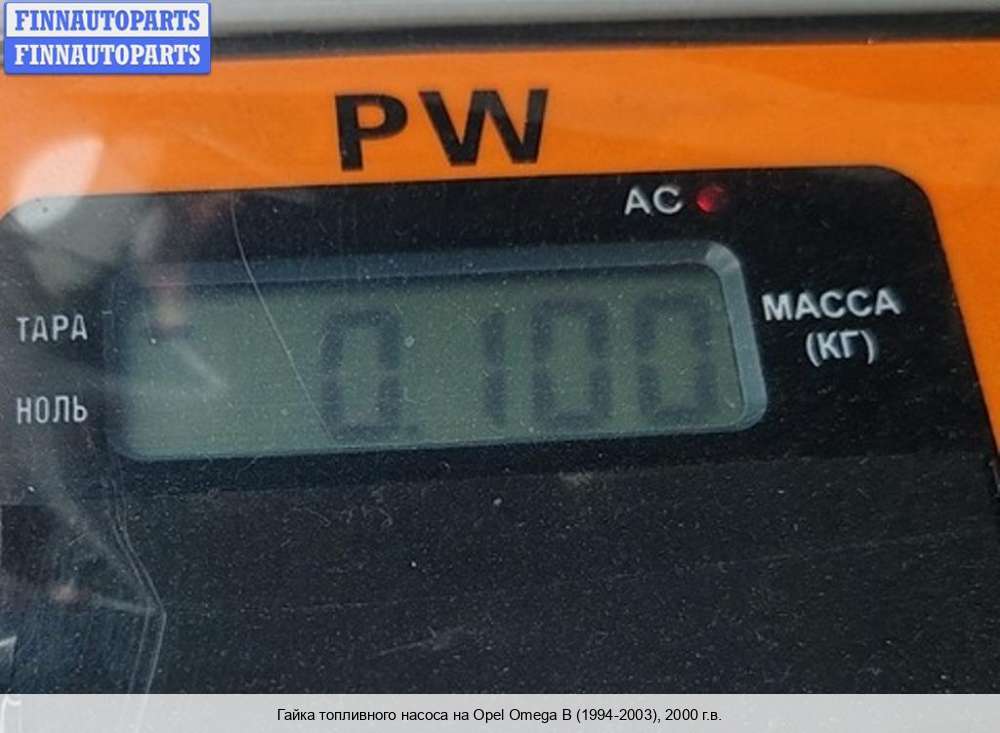 FINNAUTOPARTS
FINNAUTOPARTS
PW
AC
ТАРА
МАССА
(КГ)
0.100
НОЛЬ
Гайка топливного насоса на Opel Omega B (1994-2003), 2000 г.в.